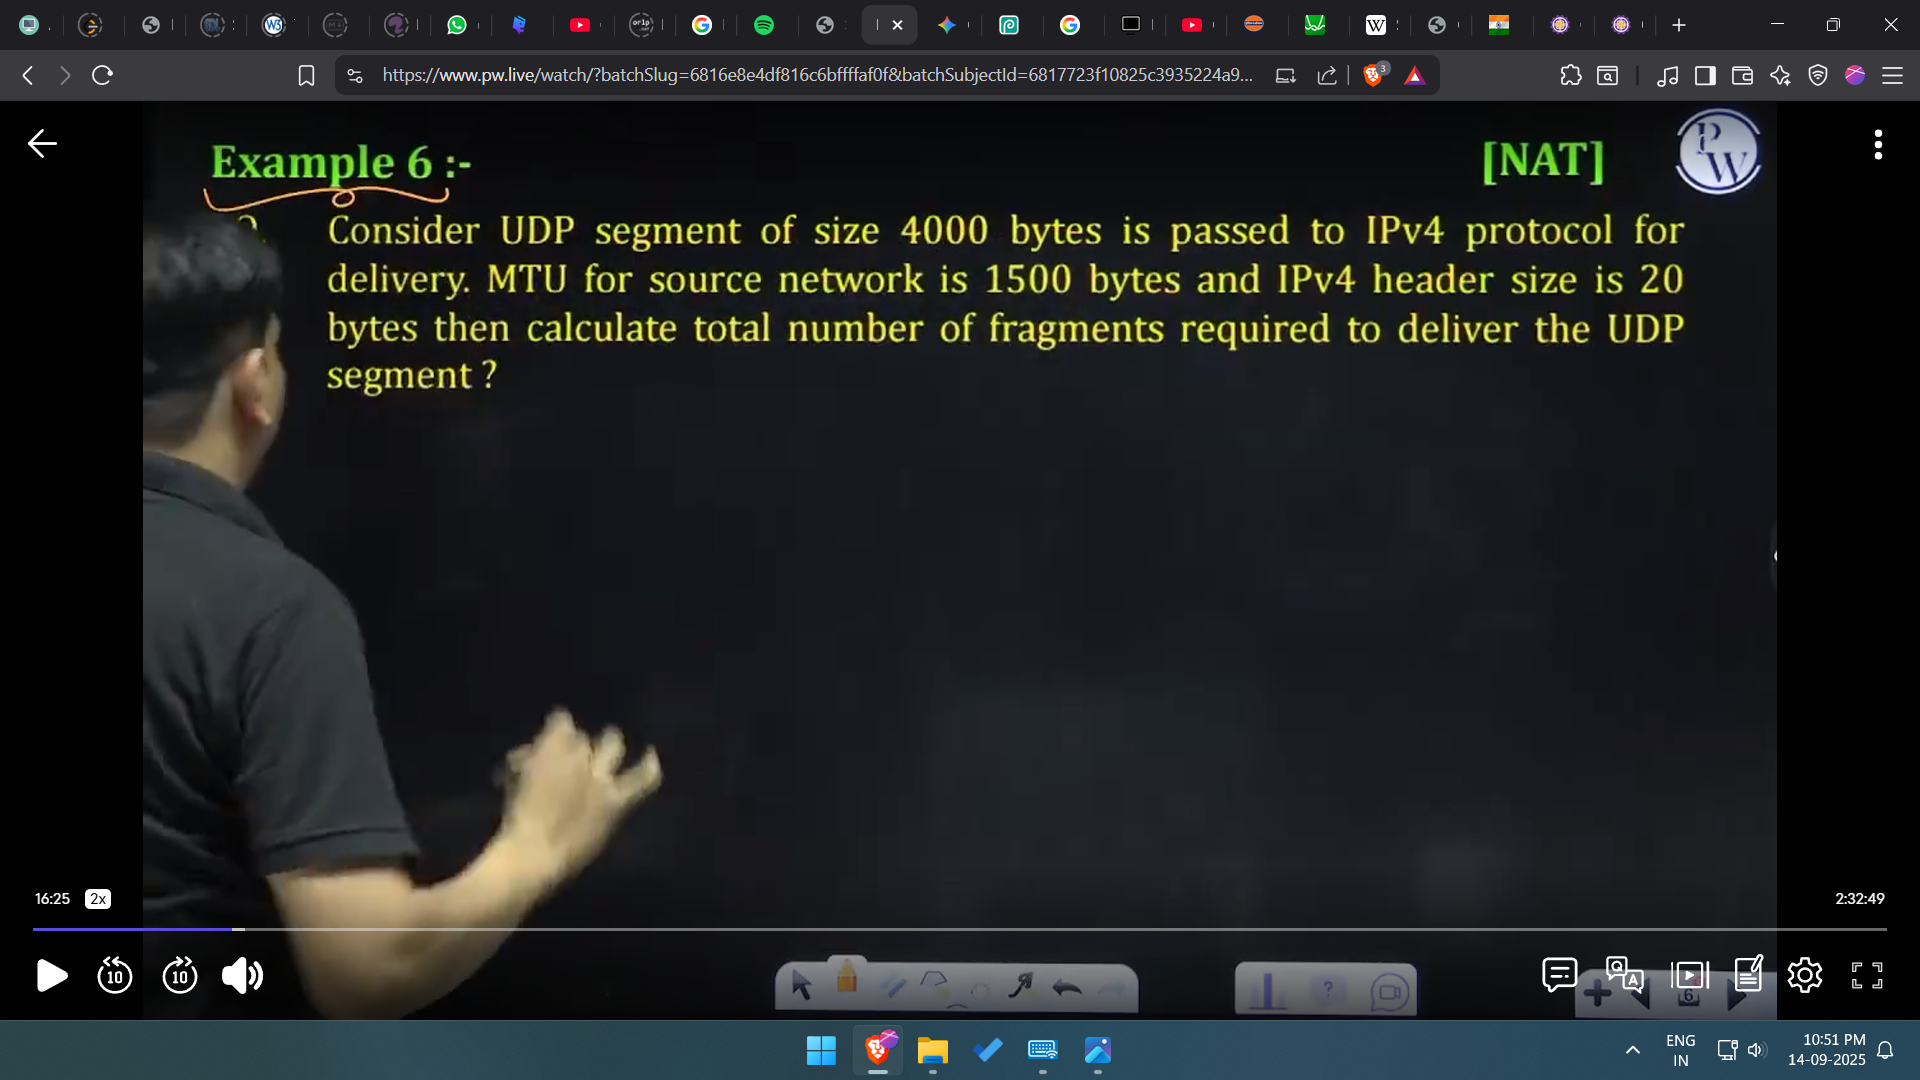 https://www.pw.live/watch/?batchSlug=6816e8e4df816c6bffffaf0f&batchSubjectId=6817723f10825c3935224a9...
3
Example 6 :-
[NAT]
PW
Consider UDP segment of size 4000 bytes is passed to IPv4 protocol for
delivery. MTU for source network is 1500 bytes and IPv4 header size is 20
bytes then calculate total number of fragments required to deliver the UDP
segment ?
16:25
2x
2:32:49
10
10
6
ENG
IN
10:51 PM
14-09-2025